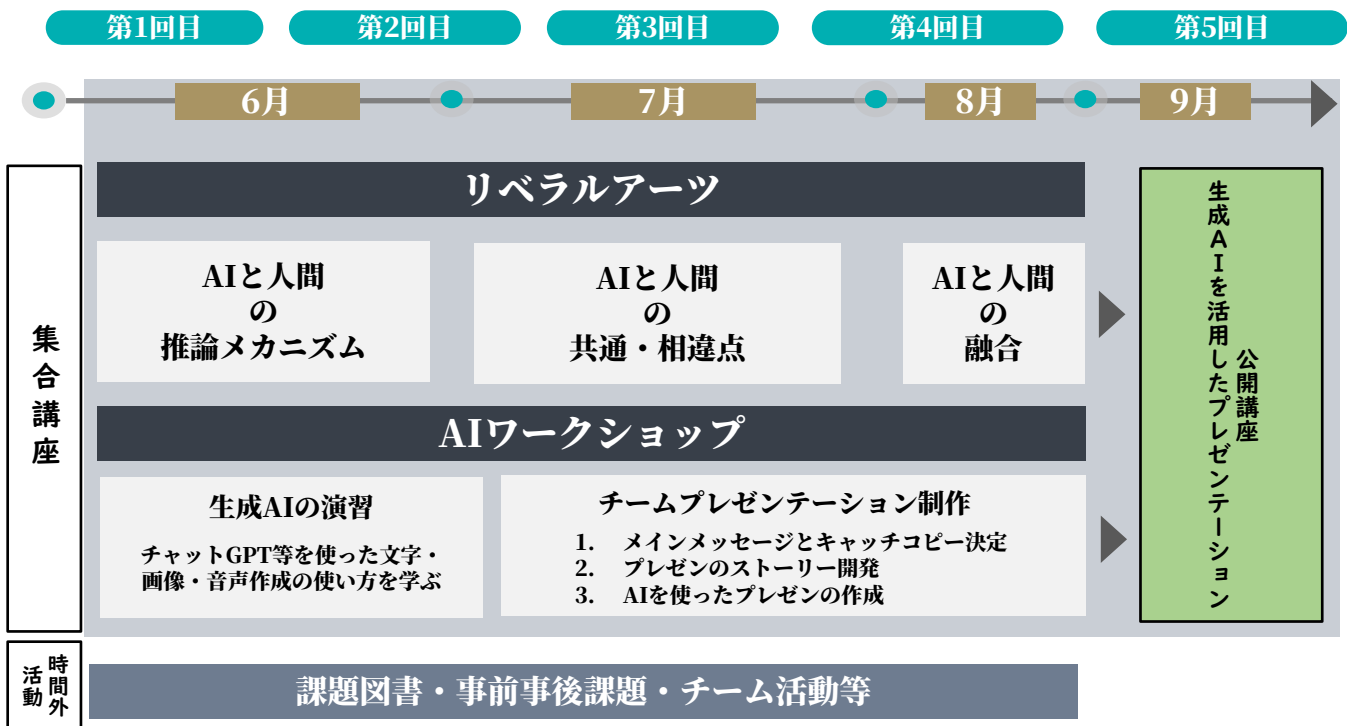 第1回目
第2回目
第3回目
第4回目
第5回目
6月
7月
8月
9月
集合講座
リベラルアーツ
AIと人間
の
推論メカニズム
AIと人間
の
共通・相違点
AIと人間
の
融合
AIワークショップ
生成AIの演習
チャットGPT等を使った文字・
画像・音声作成の使い方を学ぶ
チームプレゼンテーション制作
1. メインメッセージとキャッチコピー決定
2. プレゼンのストーリー開発
3. AIを使ったプレゼンの作成
公開講座
生成AIを活用したプレゼンテーション
時間外
活動
課題図書・事前事後課題・チーム活動等